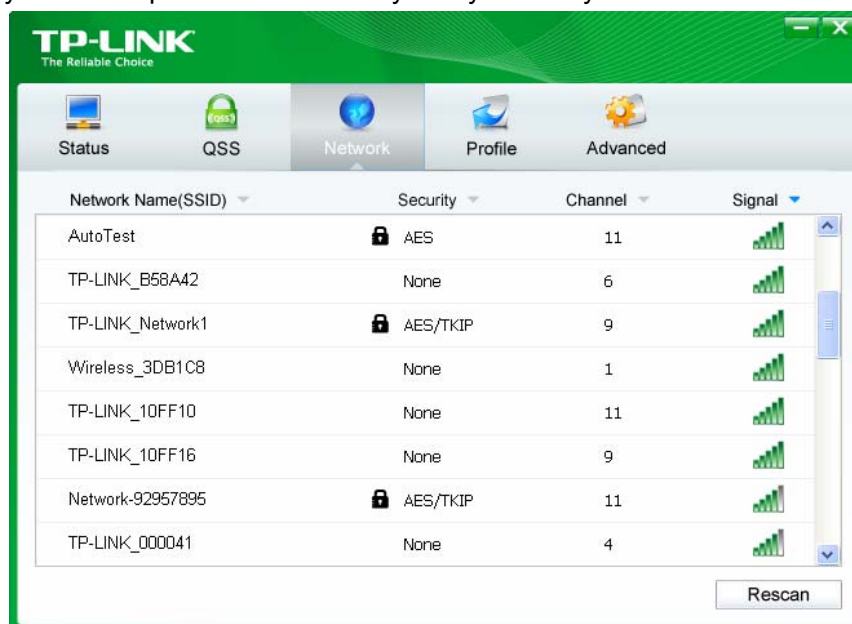 TP-LINK
The Reliable Choice
Status QSS Network Profile Advanced
Network Name(SSID) Security Channel Signal
AutoTest AES 11
TP-LINK_B58A42 None 6
TP-LINK_Network1 AES/TKIP 9
Wireless_3DB1C8 None 1
TP-LINK_10FF10 None 11
TP-LINK_10FF16 None 9
Network-92957895 AES/TKIP 11
TP-LINK_000041 None 4
Rescan